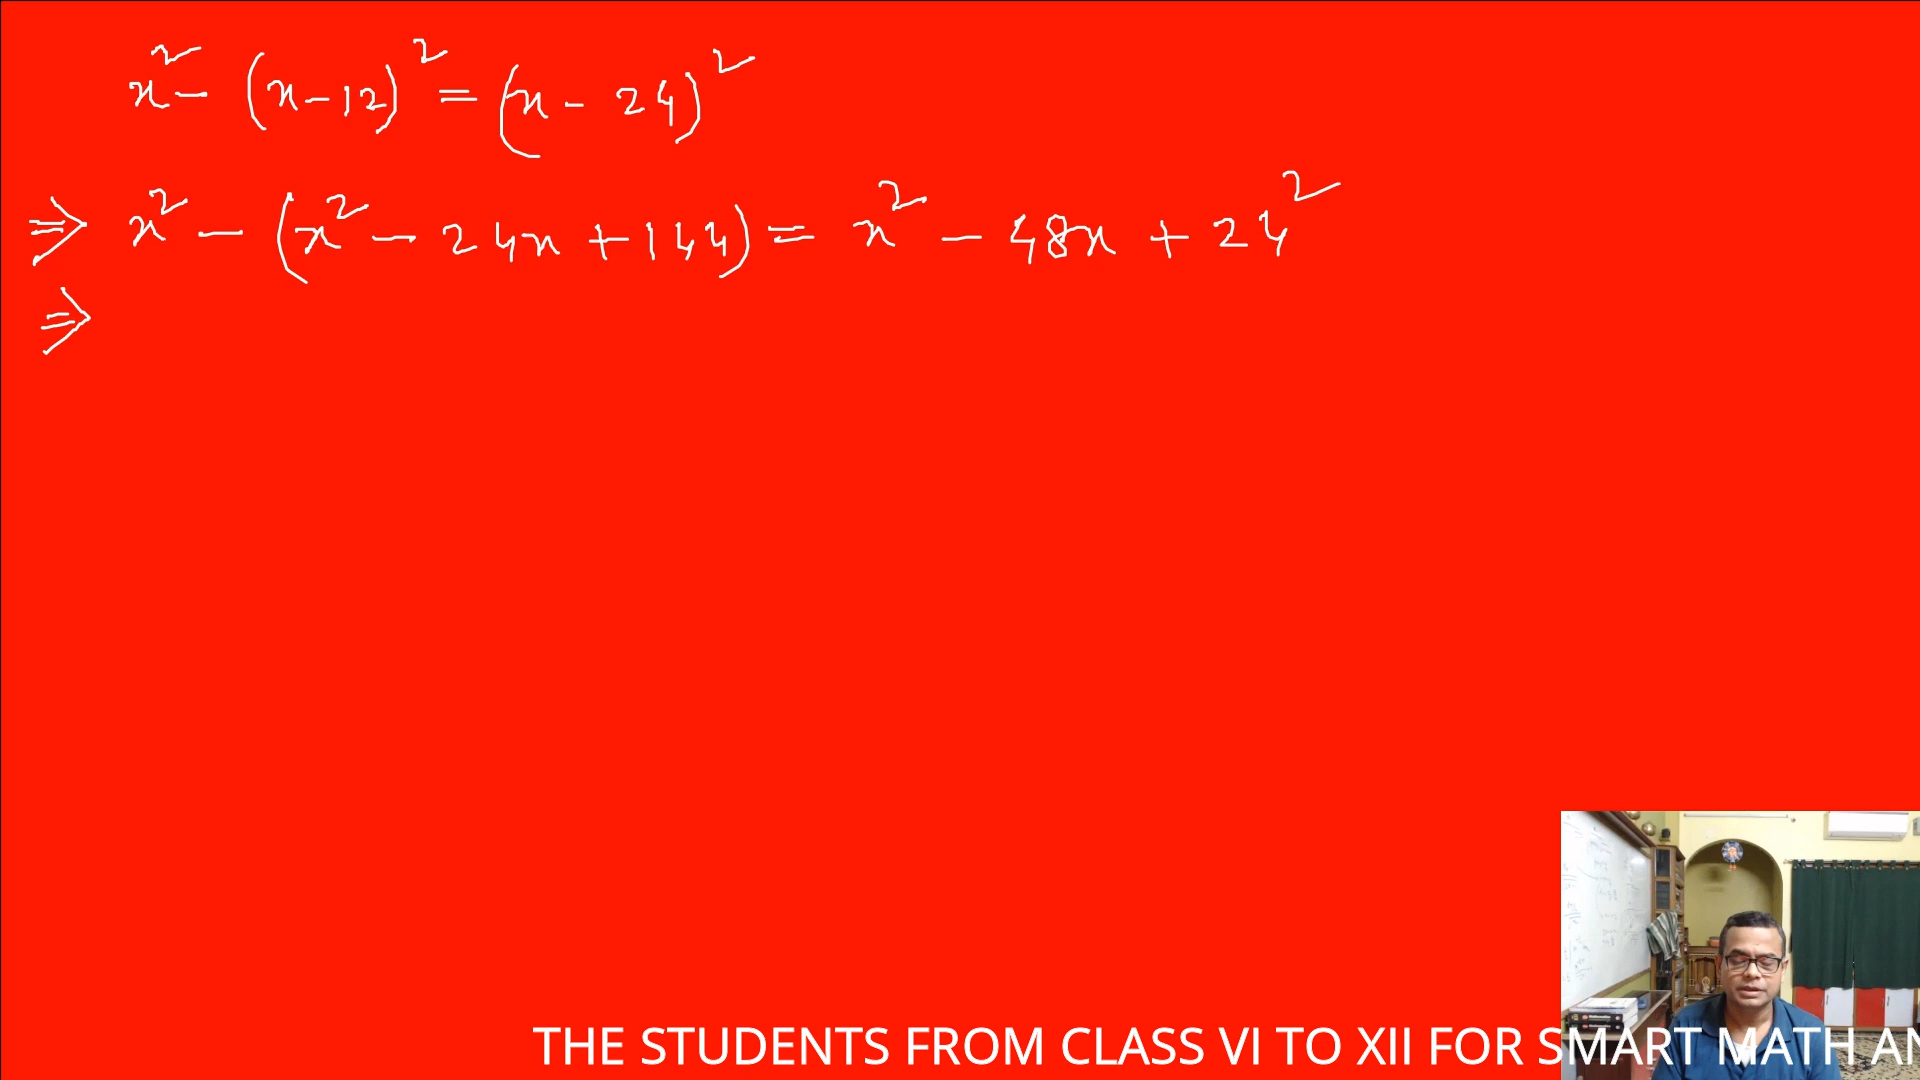 x² - (x-12)² = (x - 24)²
⇒ x² - (x² - 24x + 144) = x² - 48x + 24²
⇒
THE STUDENTS FROM CLASS VI TO XII FOR SMART MATH AN